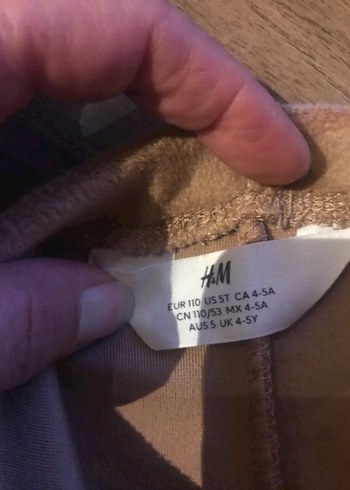 H&M
EUR 110 US 5T CA 4-5A
CN 110/53 MX 4-5A
AUS 5 UK 4-5Y